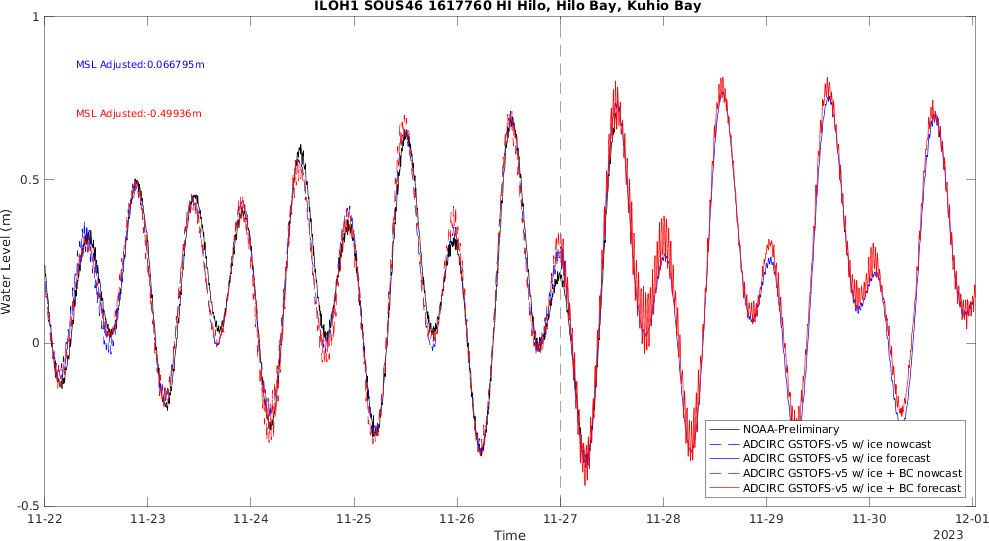 ILOH1 SOUS46 1617760 HI Hilo, Hilo Bay, Kuhio Bay
MSL Adjusted:0.066795m
MSL Adjusted:-0.49936m
Water Level (m)
1
0.5
0
-0.5
NOAA-Preliminary
ADCIRC GSTOFS-v5 w/ ice nowcast
ADCIRC GSTOFS-v5 w/ ice forecast
ADCIRC GSTOFS-v5 w/ ice + BC nowcast
ADCIRC GSTOFS-v5 w/ ice + BC forecast
11-22 11-23 11-24 11-25 11-26 11-27 11-28 11-29 11-30 12-01
Time
2023